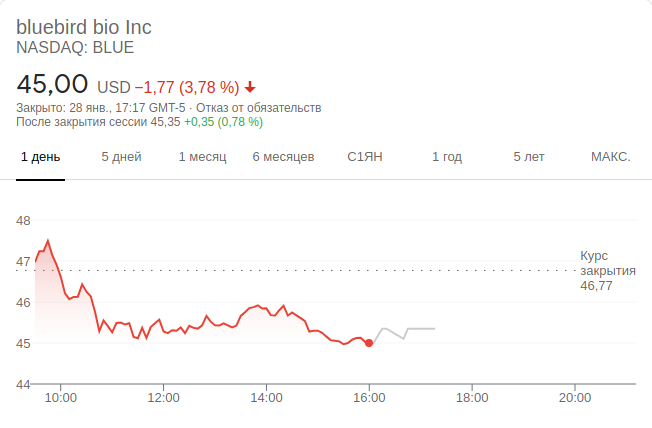 bluebird bio Inc
NASDAQ: BLUE
45,00 USD −1,77 (3,78 %)
Закрыто: 28 янв., 17:17 GMT-5 · Отказ от обязательств
После закрытия сессии 45,35 +0,35 (0,78 %)
1 день 5 дней 1 месяц 6 месяцев С1ЯН 1 год 5 лет МАКС.
48
47
46
45
44
Курс
закрытия
46,77
10:00 12:00 14:00 16:00 18:00 20:00